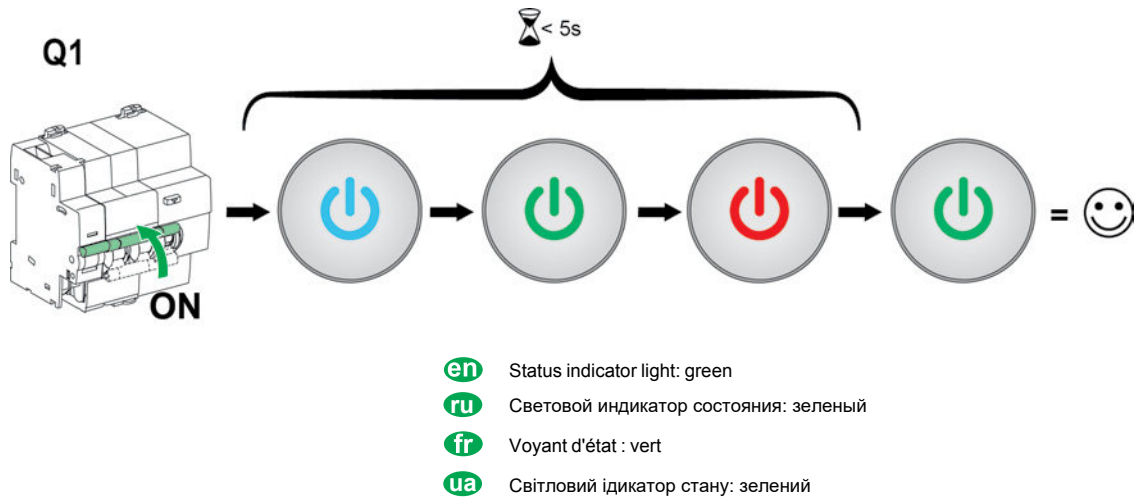 < 5s
Q1
ON
=
en Status indicator light: green
ru Световой индикатор состояния: зеленый
fr Voyant d'état : vert
ua Світловий ідикатор стану: зелений